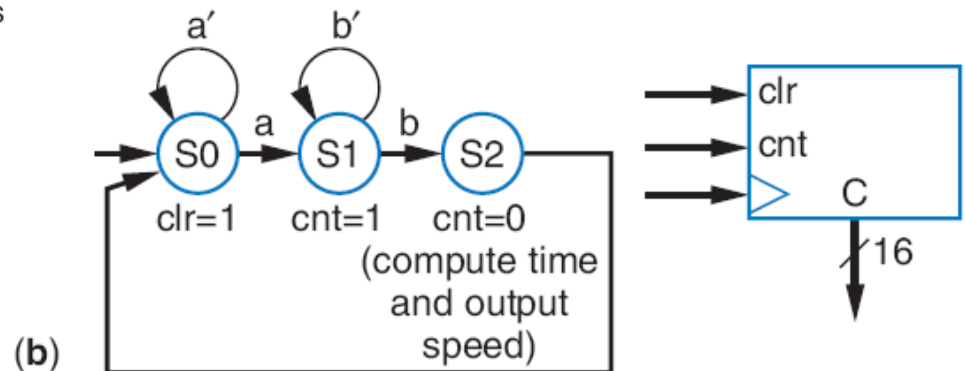 s
a′
b′
a
b
S0
S1
S2
clr=1
cnt=1
cnt=0
(compute time
and output
speed)
(b)
clr
cnt
C
16